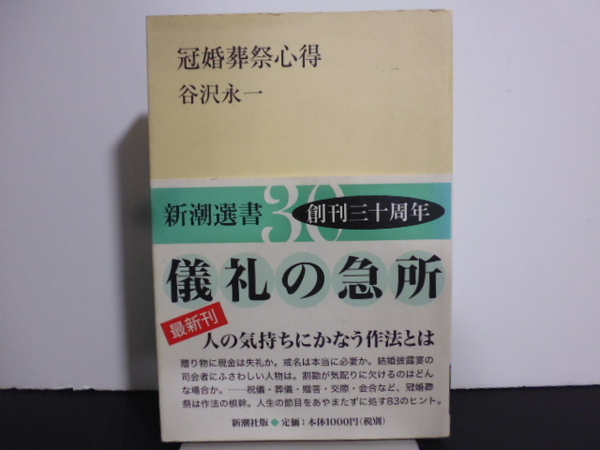 冠婚葬祭心得
谷沢永一
新潮選書
30
創刊三十周年
儀礼の急所
最新刊
人の気持ちにかなう作法とは
贈り物に現金は失礼か。戒名は本当に必要か。結婚披露宴の
司会者にふさわしい人物は。割勘が気配りに欠けるのはどん
な場合か。──祝儀・葬儀・贈答・交際・会合など、冠婚葬
祭は作法の根幹。人生の節目をあやまたずに処す83のヒント。
新潮社版◆定価：本体1000円（税別）